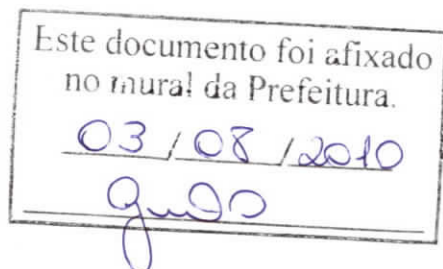 Este documento foi afixado
no mural da Prefeitura.
03 / 08 / 2010